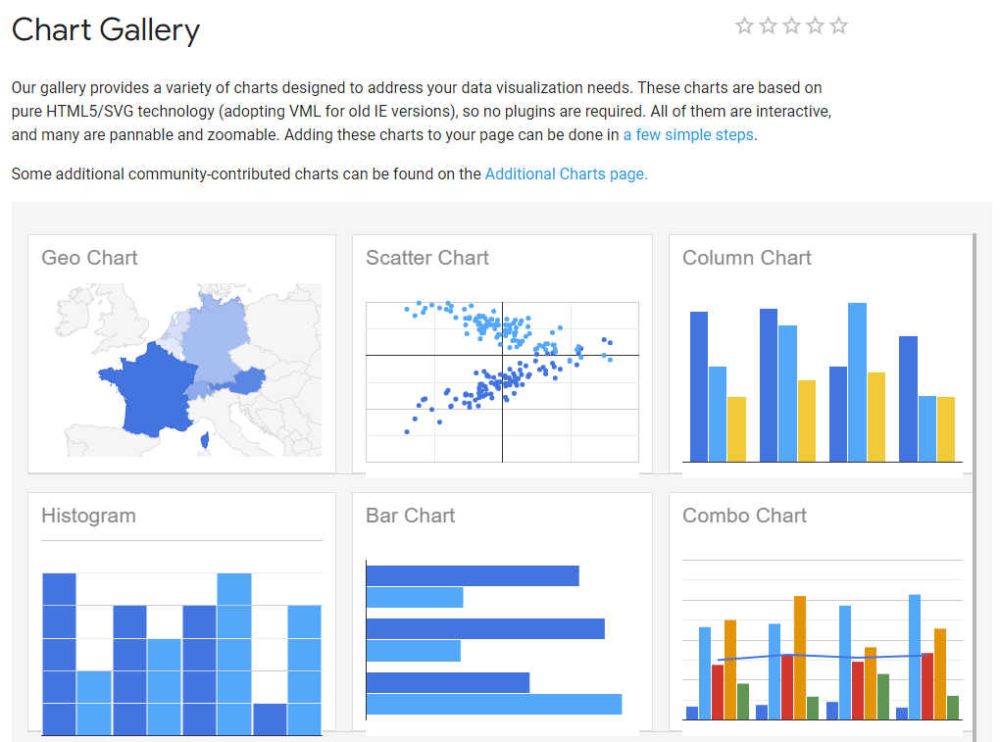 Chart Gallery
Our gallery provides a variety of charts designed to address your data visualization needs. These charts are based on
pure HTML5/SVG technology (adopting VML for old IE versions), so no plugins are required. All of them are interactive,
and many are pannable and zoomable. Adding these charts to your page can be done in a few simple steps.
Some additional community-contributed charts can be found on the Additional Charts page.
Geo Chart
Scatter Chart
Column Chart
Histogram
Bar Chart
Combo Chart